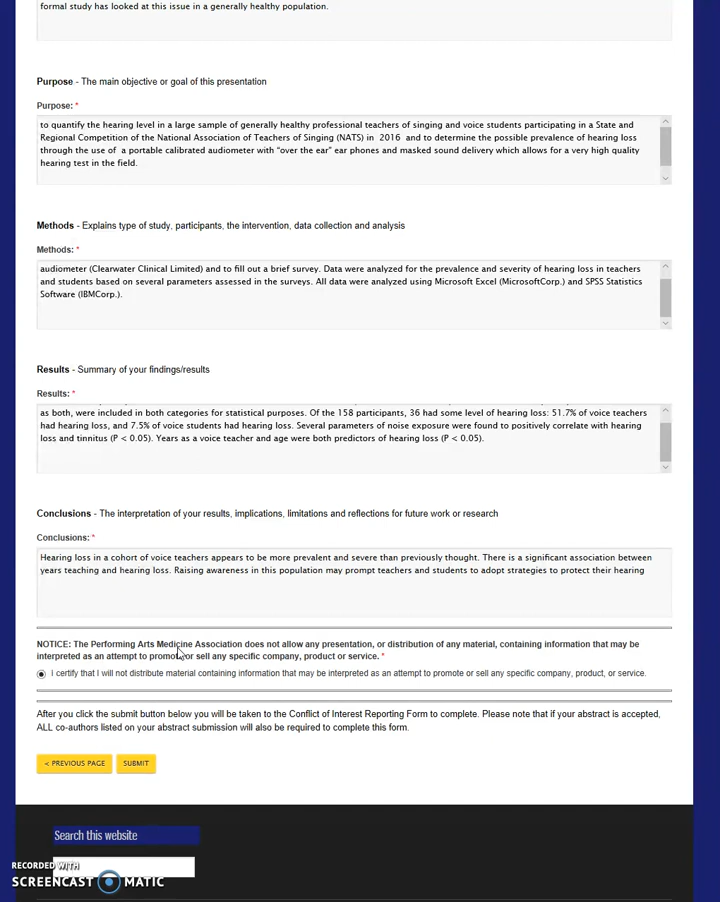 formal study has looked at this issue in a generally healthy population.
Purpose - The main objective or goal of this presentation
Purpose: *
to quantify the hearing level in a large sample of generally healthy professional teachers of singing and voice students participating in a State and
Regional Competition of the National Association of Teachers of Singing (NATS) in  2016  and to determine the possible prevalence of hearing loss
through the use of  a portable calibrated audiometer with "over the ear" ear phones and masked sound delivery which allows for a very high quality
hearing test in the field.
Methods - Explains type of study, participants, the intervention, data collection and analysis
Methods: *
audiometer (Clearwater Clinical Limited) and to fill out a brief survey. Data were analyzed for the prevalence and severity of hearing loss in teachers
and students based on several parameters assessed in the surveys. All data were analyzed using Microsoft Excel (MicrosoftCorp.) and SPSS Statistics
Software (IBMCorp.).
Results - Summary of your findings/results
Results: *
as both, were included in both categories for statistical purposes. Of the 158 participants, 36 had some level of hearing loss: 51.7% of voice teachers
had hearing loss, and 7.5% of voice students had hearing loss. Several parameters of noise exposure were found to positively correlate with hearing
loss and tinnitus (P < 0.05). Years as a voice teacher and age were both predictors of hearing loss (P < 0.05).
Conclusions - The interpretation of your results, implications, limitations and reflections for future work or research
Conclusions: *
Hearing loss in a cohort of voice teachers appears to be more prevalent and severe than previously thought. There is a significant association between
years teaching and hearing loss. Raising awareness in this population may prompt teachers and students to adopt strategies to protect their hearing
NOTICE: The Performing Arts Medicine Association does not allow any presentation, or distribution of any material, containing information that may be
interpreted as an attempt to promote or sell any specific company, product or service. *
I certify that I will not distribute material containing information that may be interpreted as an attempt to promote or sell any specific company, product, or service.
After you click the submit button below you will be taken to the Conflict of Interest Reporting Form to complete. Please note that if your abstract is accepted,
ALL co-authors listed on your abstract submission will also be required to complete this form.
< PREVIOUS PAGE SUBMIT
Search this website
RECORDED WITH
SCREENCAST MATIC